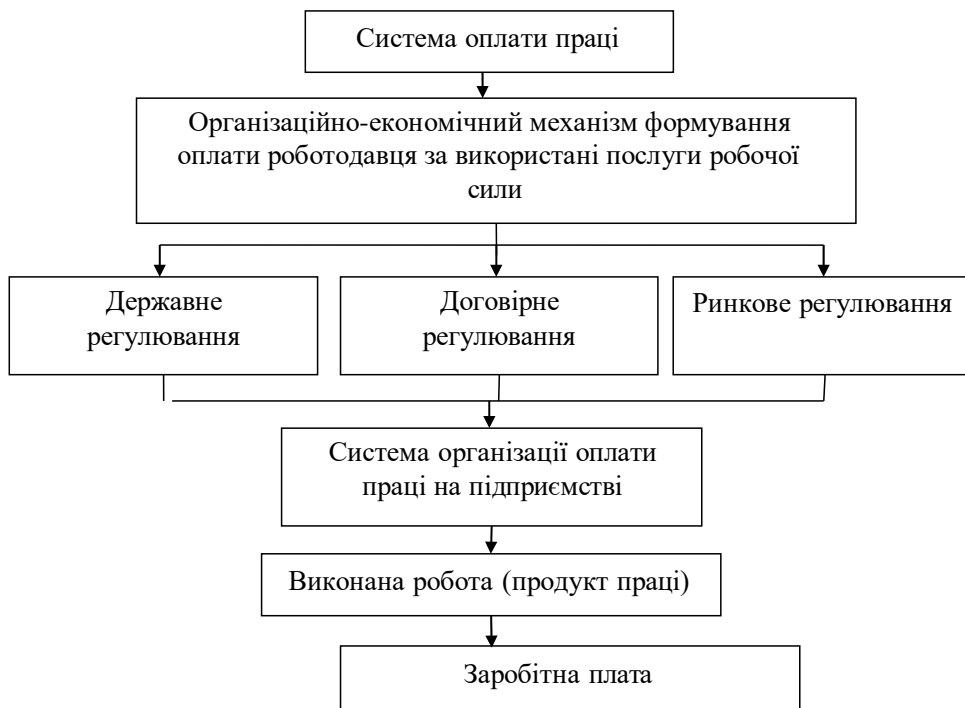 Система оплати праці
Організаційно-економічний механізм формування
оплати роботодавця за використані послуги робочої
сили
Державне
регулювання
Договірне
регулювання
Ринкове регулювання
Система організації оплати
праці на підприємстві
Виконана робота (продукт праці)
Заробітна плата